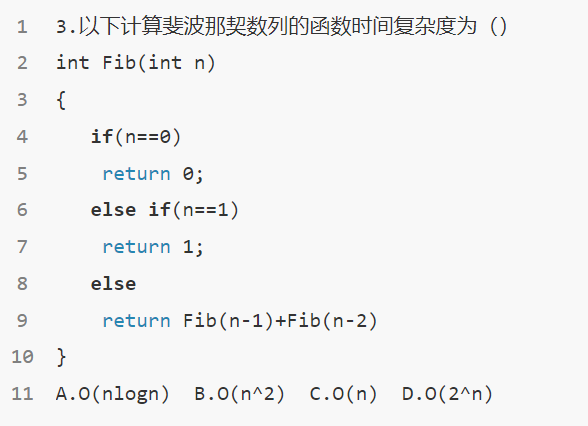 1 3.以下计算斐波那契数列的函数时间复杂度为（）
2 int Fib(int n)
3 {
4 if(n==0)
5 return 0;
6 else if(n==1)
7 return 1;
8 else
9 return Fib(n-1)+Fib(n-2)
10 }
11 A.O(nlogn) B.O(n^2) C.O(n) D.O(2^n)